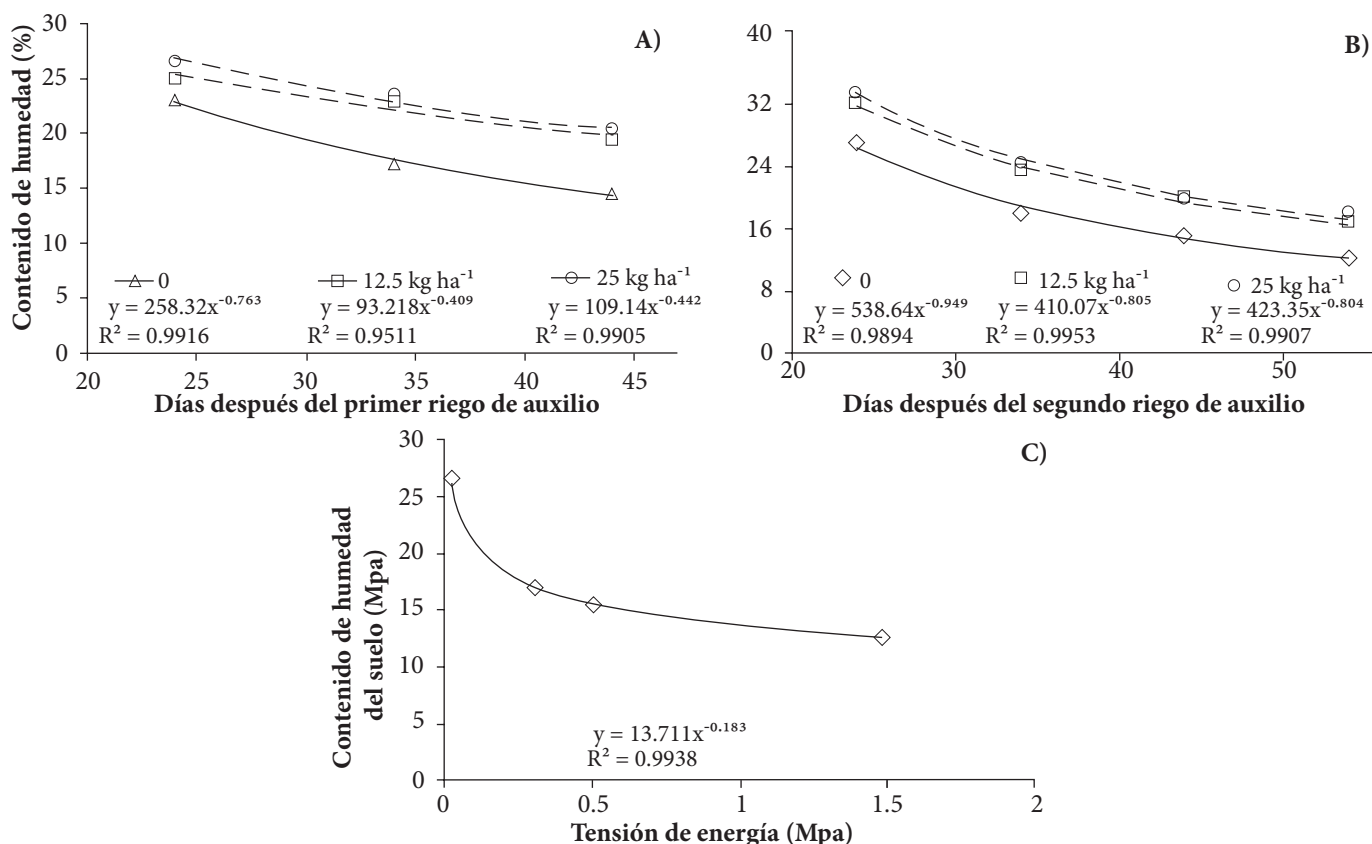 A)
Contenido de humedad (%)
30
25
20
15
10
5
0
0
12.5 kg ha⁻¹
25 kg ha⁻¹
y = 258.32x⁻⁰·⁷⁶³
y = 93.218x⁻⁰·⁴⁰⁹
y = 109.14x⁻⁰·⁴⁴²
R² = 0.9916
R² = 0.9511
R² = 0.9905
20 25 30 35 40 45
Días después del primer riego de auxilio
B)
40
32
24
16
8
0
0
12.5 kg ha⁻¹
25 kg ha⁻¹
y = 538.64x⁻⁰·⁹⁴⁹
y = 410.07x⁻⁰·⁸⁰⁵
y = 423.35x⁻⁰·⁸⁰⁴
R² = 0.9894
R² = 0.9953
R² = 0.9907
20 30 40 50
Días después del segundo riego de auxilio
C)
Contenido de humedad
del suelo (Mpa)
30
25
20
15
10
5
0
y = 13.711x⁻⁰·¹⁸³
R² = 0.9938
0 0.5 1 1.5 2
Tensión de energía (Mpa)